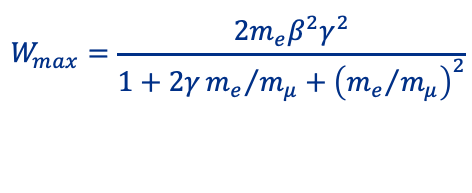 W_max = 2m_eβ²γ² / (1 + 2γ m_e/m_μ + (m_e/m_μ)²)